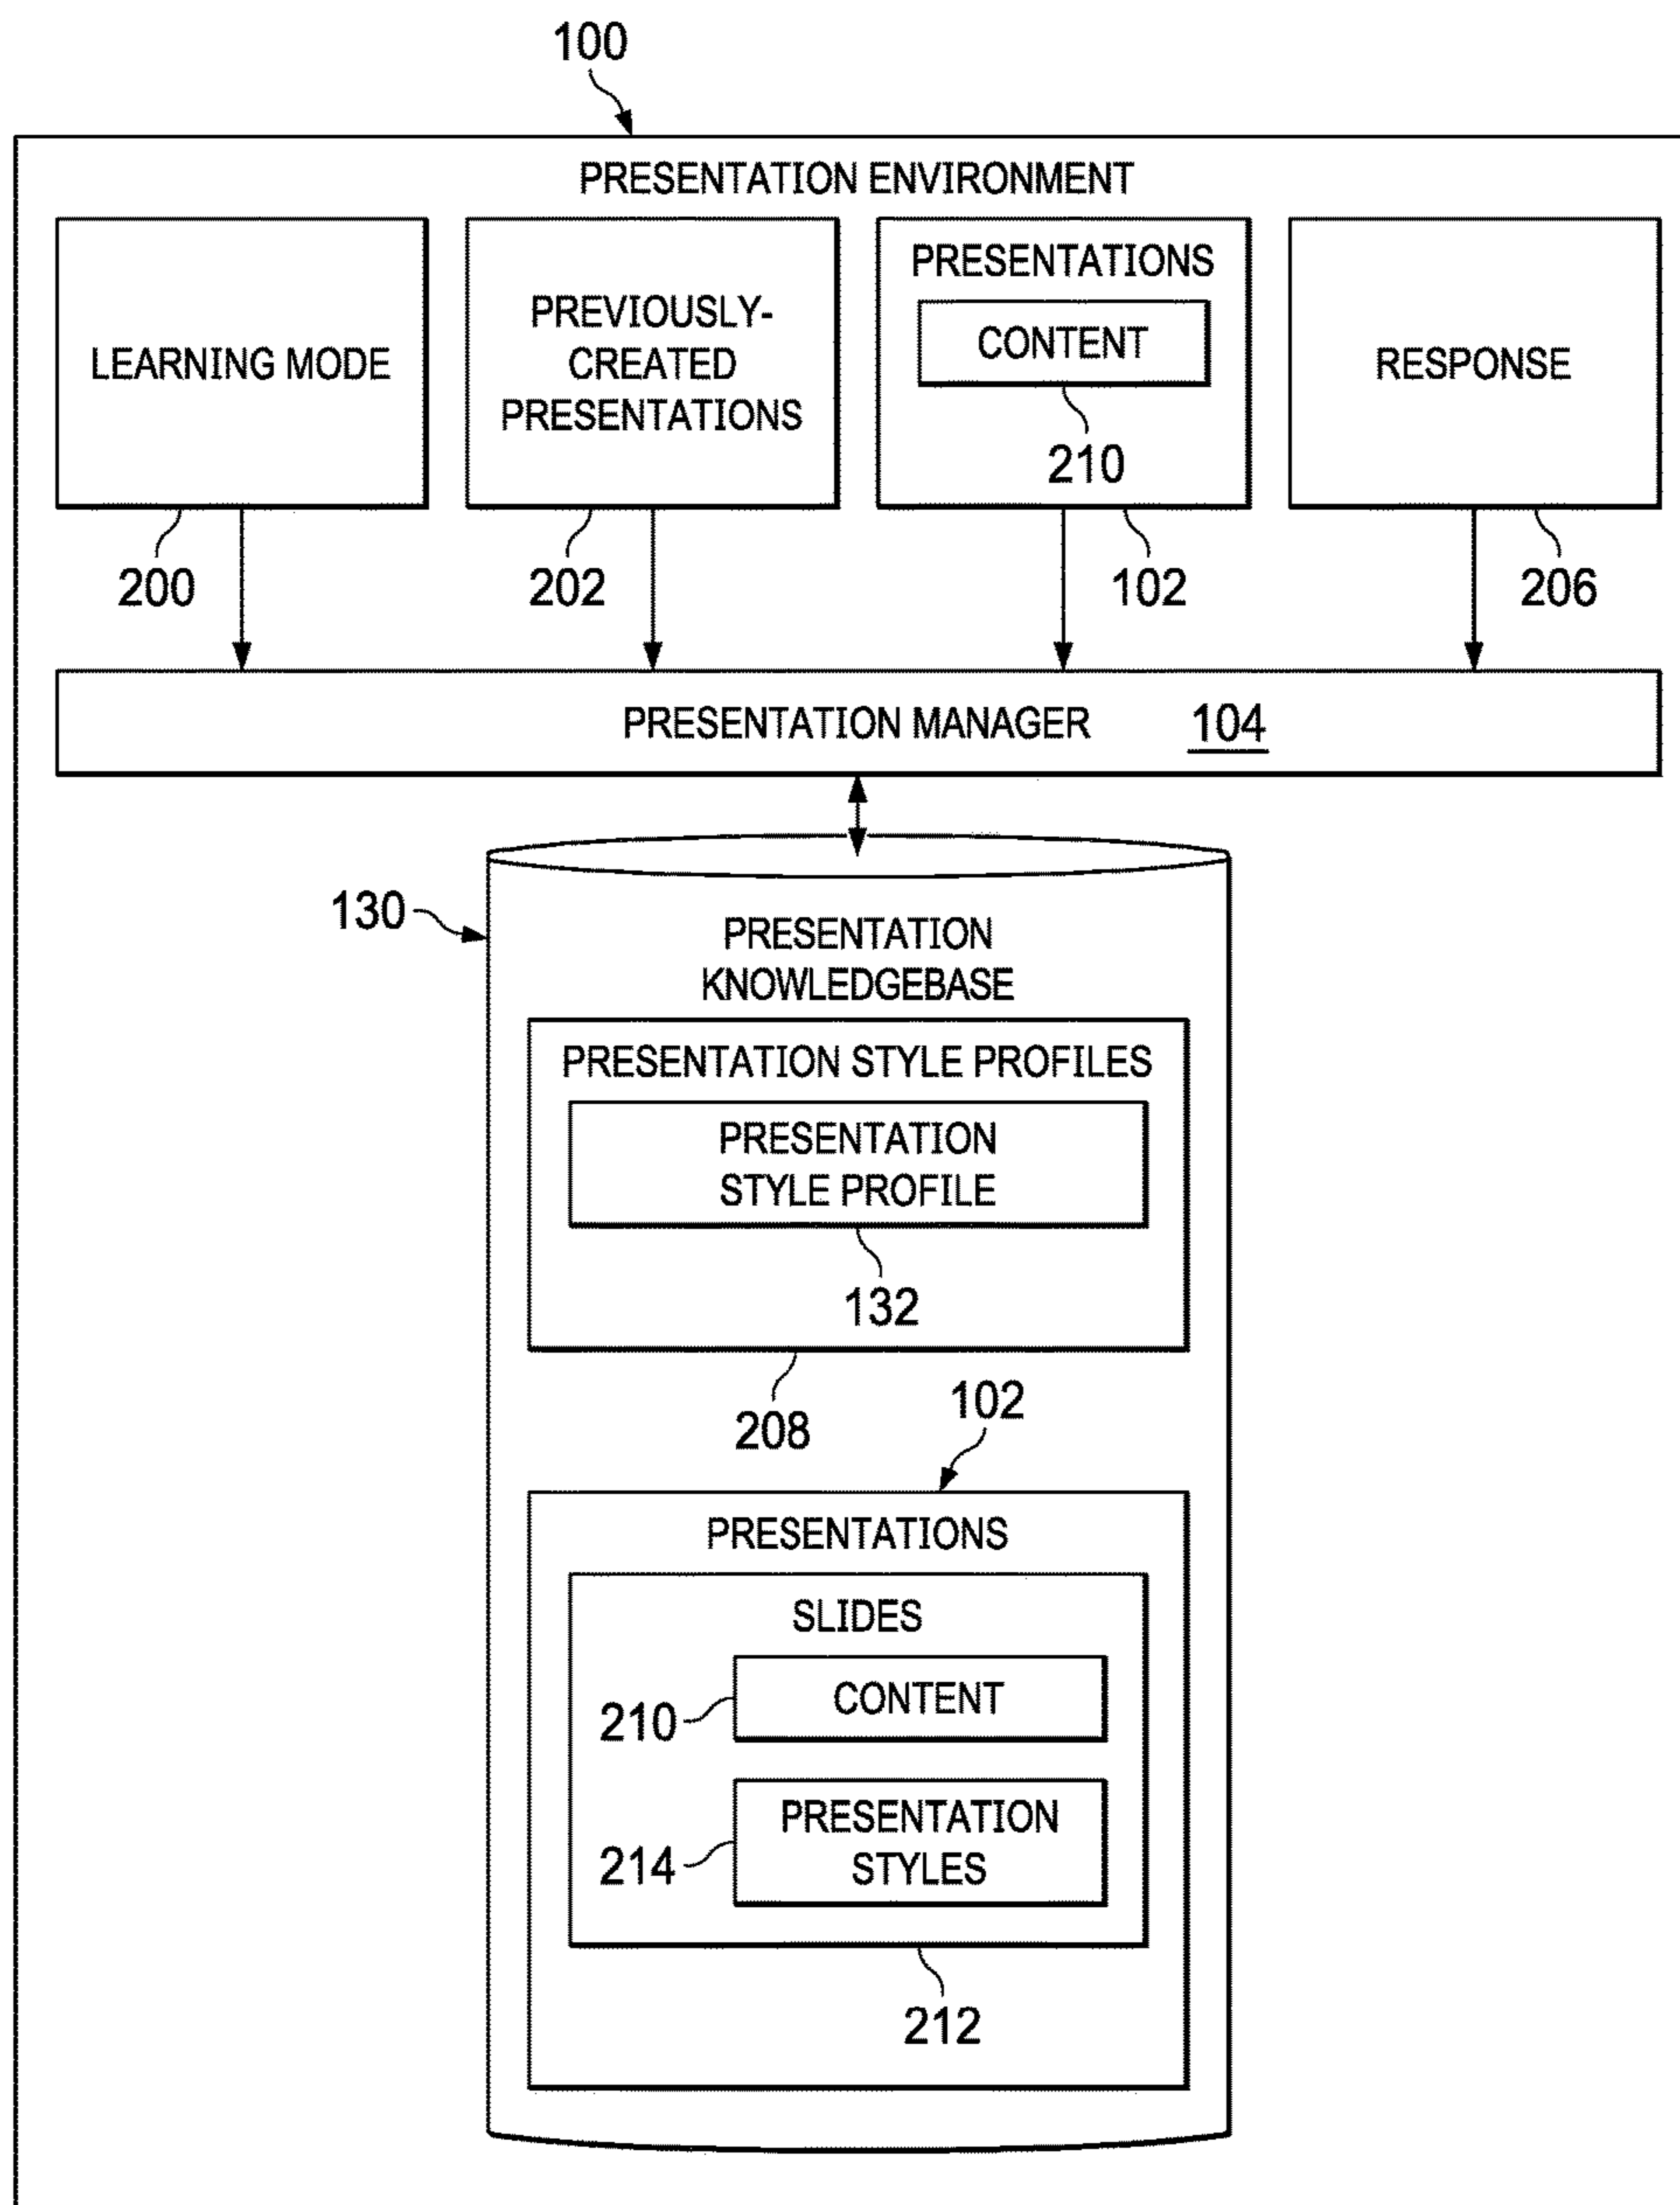 100
PRESENTATION ENVIRONMENT
LEARNING MODE
200
PREVIOUSLY-
CREATED
PRESENTATIONS
202
PRESENTATIONS
CONTENT
210
102
RESPONSE
206
PRESENTATION MANAGER 104
130
PRESENTATION
KNOWLEDGEBASE
PRESENTATION STYLE PROFILES
PRESENTATION
STYLE PROFILE
132
208
102
PRESENTATIONS
SLIDES
210
CONTENT
214
PRESENTATION
STYLES
212